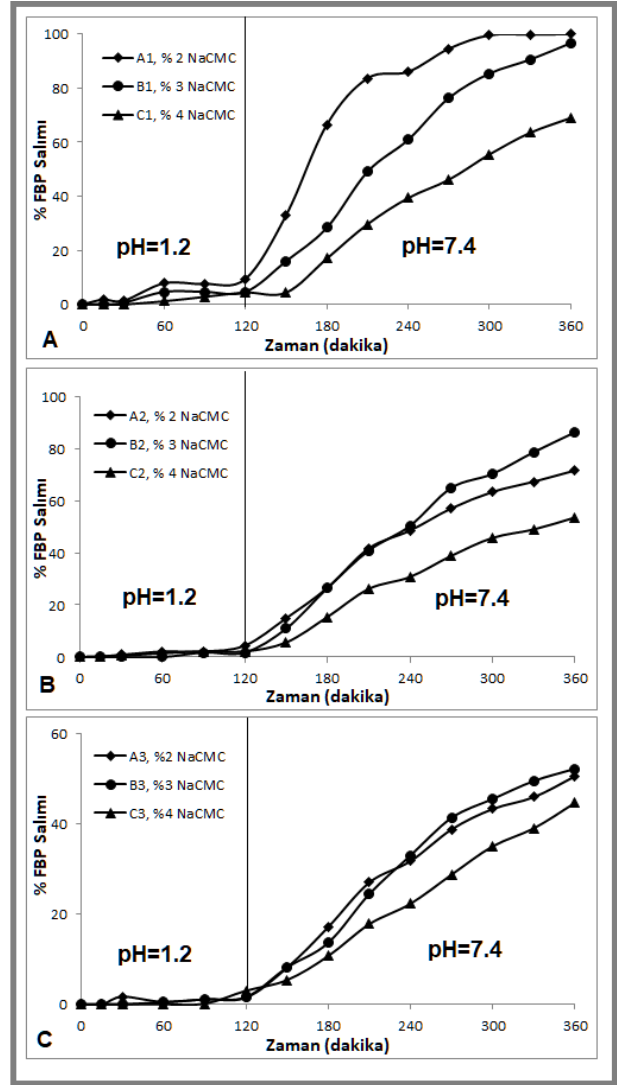 100
80
60
40
20
0
% FBP Salımı
A1, % 2 NaCMC
B1, % 3 NaCMC
C1, % 4 NaCMC
pH=1.2
pH=7.4
0 60 120 180 240 300 360
Zaman (dakika)
A
100
80
60
40
20
0
% FBP Salımı
A2, % 2 NaCMC
B2, % 3 NaCMC
C2, % 4 NaCMC
pH=1.2
pH=7.4
0 60 120 180 240 300 360
Zaman (dakika)
B
60
40
20
0
% FBP Salımı
A3, %2 NaCMC
B3, %3 NaCMC
C3, %4 NaCMC
pH=1.2
pH=7.4
0 60 120 180 240 300 360
Zaman (dakika)
C